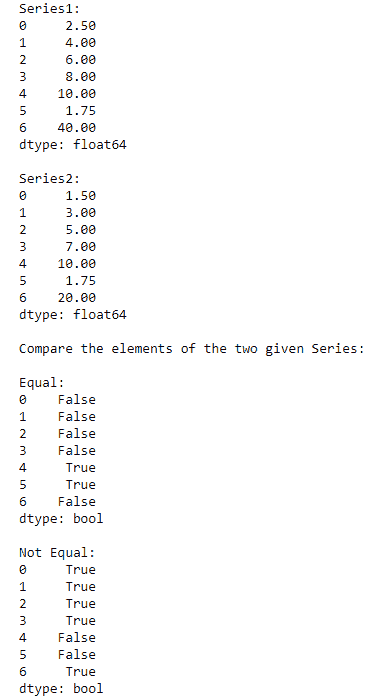 Series1:
0     2.50
1     4.00
2     6.00
3     8.00
4    10.00
5     1.75
6    40.00
dtype: float64

Series2:
0     1.50
1     3.00
2     5.00
3     7.00
4    10.00
5     1.75
6    20.00
dtype: float64

Compare the elements of the two given Series:

Equal:
0    False
1    False
2    False
3    False
4     True
5     True
6    False
dtype: bool

Not Equal:
0     True
1     True
2     True
3     True
4    False
5    False
6     True
dtype: bool